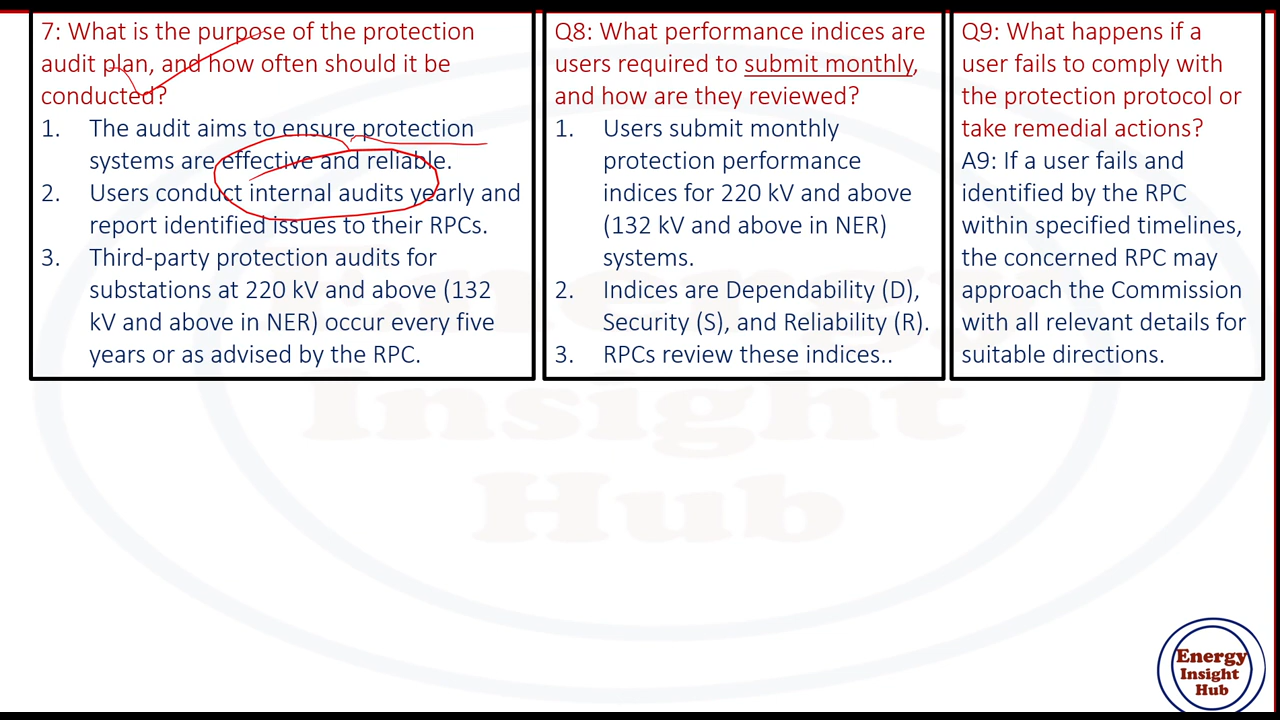 7: What is the purpose of the protection
audit plan, and how often should it be
conducted?
1. The audit aims to ensure protection
systems are effective and reliable.
2. Users conduct internal audits yearly and
report identified issues to their RPCs.
3. Third-party protection audits for
substations at 220 kV and above (132
kV and above in NER) occur every five
years or as advised by the RPC.
Q8: What performance indices are
users required to submit monthly,
and how are they reviewed?
1. Users submit monthly
protection performance
indices for 220 kV and above
(132 kV and above in NER)
systems.
2. Indices are Dependability (D),
Security (S), and Reliability (R).
3. RPCs review these indices..
Q9: What happens if a
user fails to comply with
the protection protocol or
take remedial actions?
A9: If a user fails and
identified by the RPC
within specified timelines,
the concerned RPC may
approach the Commission
with all relevant details for
suitable directions.
Energy
Insight
Hub
Energy
Insight
Hub